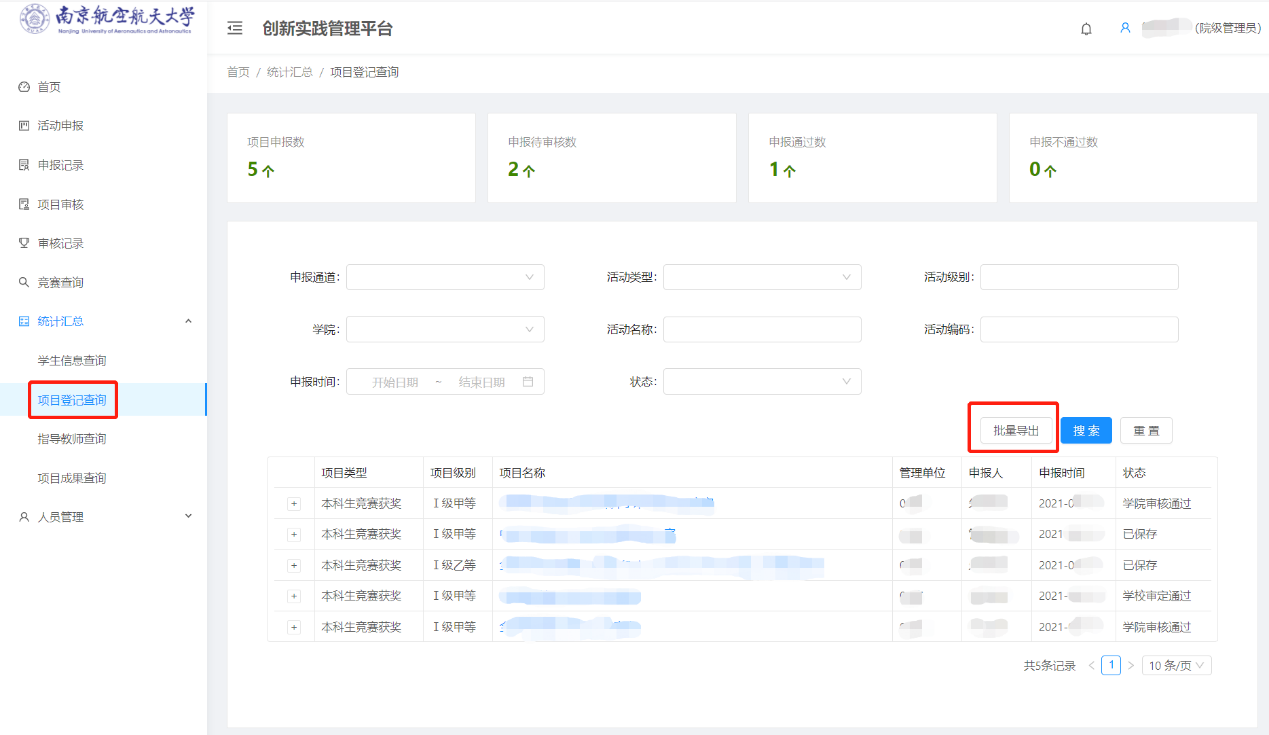 南京航空航天大学
Nanjing University of Aeronautics and Astronautics
创新实践管理平台
(院级管理员)
首页 / 统计汇总 / 项目登记查询
首页
活动申报
申报记录
项目审核
审核记录
竞赛查询
统计汇总
学生信息查询
项目登记查询
指导教师查询
项目成果查询
人员管理
项目申报数
5个
申报待审核数
2个
申报通过数
1个
申报不通过数
0个
申报通道: 活动类型: 活动级别:
学院: 活动名称: 活动编码:
申报时间: 开始日期 ~ 结束日期 状态:
批量导出 搜 索 重 置
项目类型 项目级别 项目名称 管理单位 申报人 申报时间 状态
+ 本科生竞赛获奖 I 级甲等 2021-0 学院审核通过
+ 本科生竞赛获奖 I 级甲等 2021 已保存
+ 本科生竞赛获奖 I 级乙等 2021-0 已保存
+ 本科生竞赛获奖 I 级甲等 2021- 学校审定通过
+ 本科生竞赛获奖 I 级甲等 2021- 学院审核通过
共5条记录 < 1 > 10 条/页